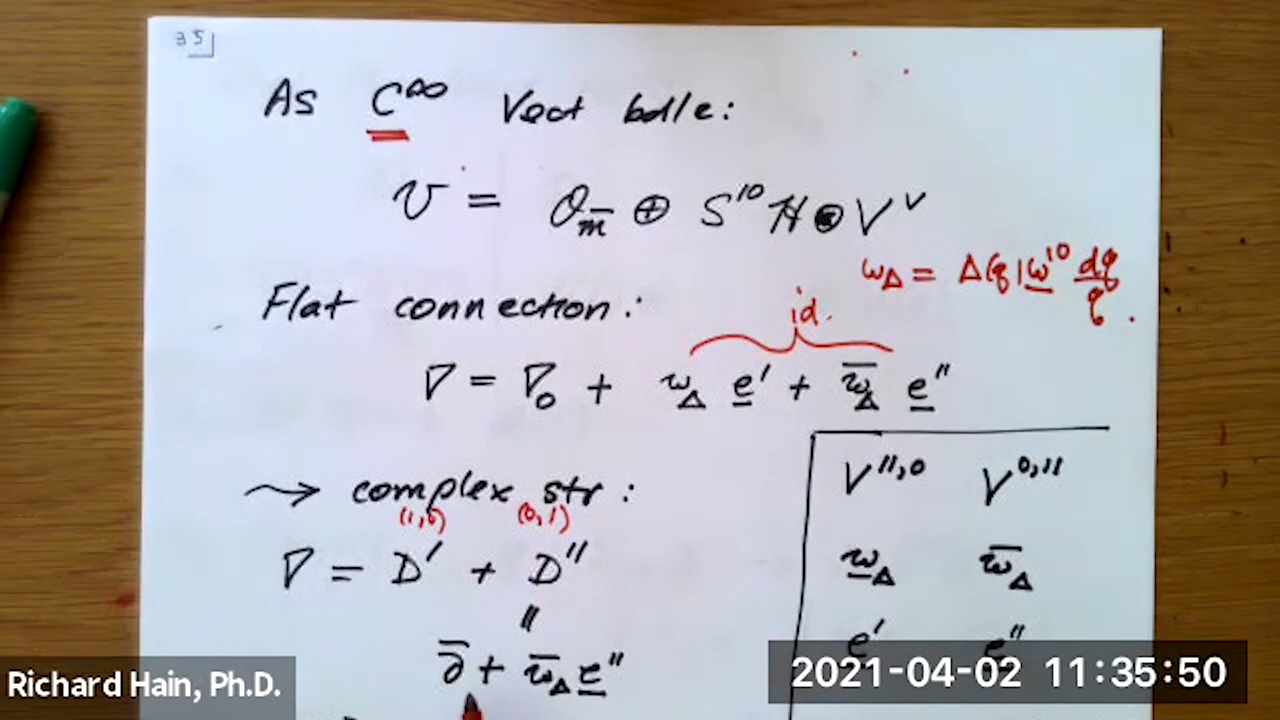 35
As C^∞ Vect bdle:
𝒱 = O_m̅ ⊕ S^10 H ⊗ V^∨
ω_Δ = Δ(q) ω^10 dq/q.
Flat connection:
id.
∇ = ∇_0 + ω_Δ e' + ω̅_Δ e''
V^11,0 V^0,11
→ complex str:
(1,0) (0,1)
ω_Δ ω̅_Δ
∇ = D' + D''
"
e' e''
∂̅ + ω̅_Δ e''
Richard Hain, Ph.D.
2021-04-02 11:35:50